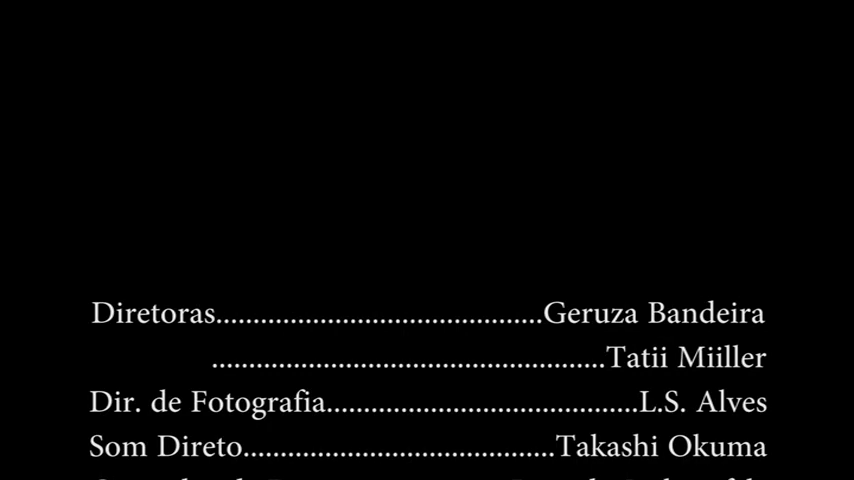 Diretoras..........................................Geruza Bandeira
...................................................Tatii Miiller
Dir. de Fotografia........................................L.S. Alves
Som Direto........................................Takashi Okuma